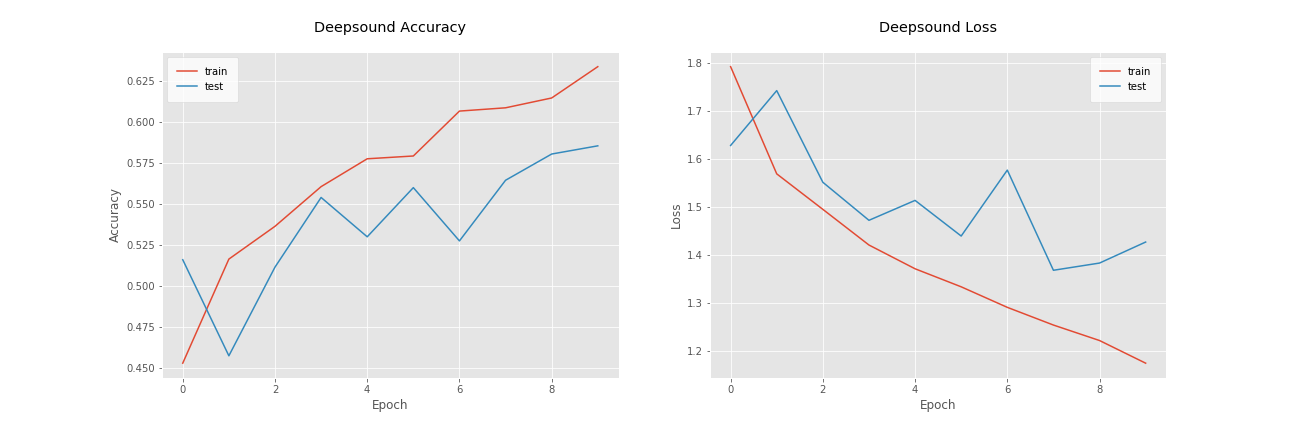 Deepsound Accuracy
train
test
0.625
0.600
0.575
0.550
0.525
0.500
0.475
0.450
Accuracy
0 2 4 6 8
Epoch
Deepsound Loss
train
test
1.8
1.7
1.6
1.5
1.4
1.3
1.2
Loss
0 2 4 6 8
Epoch